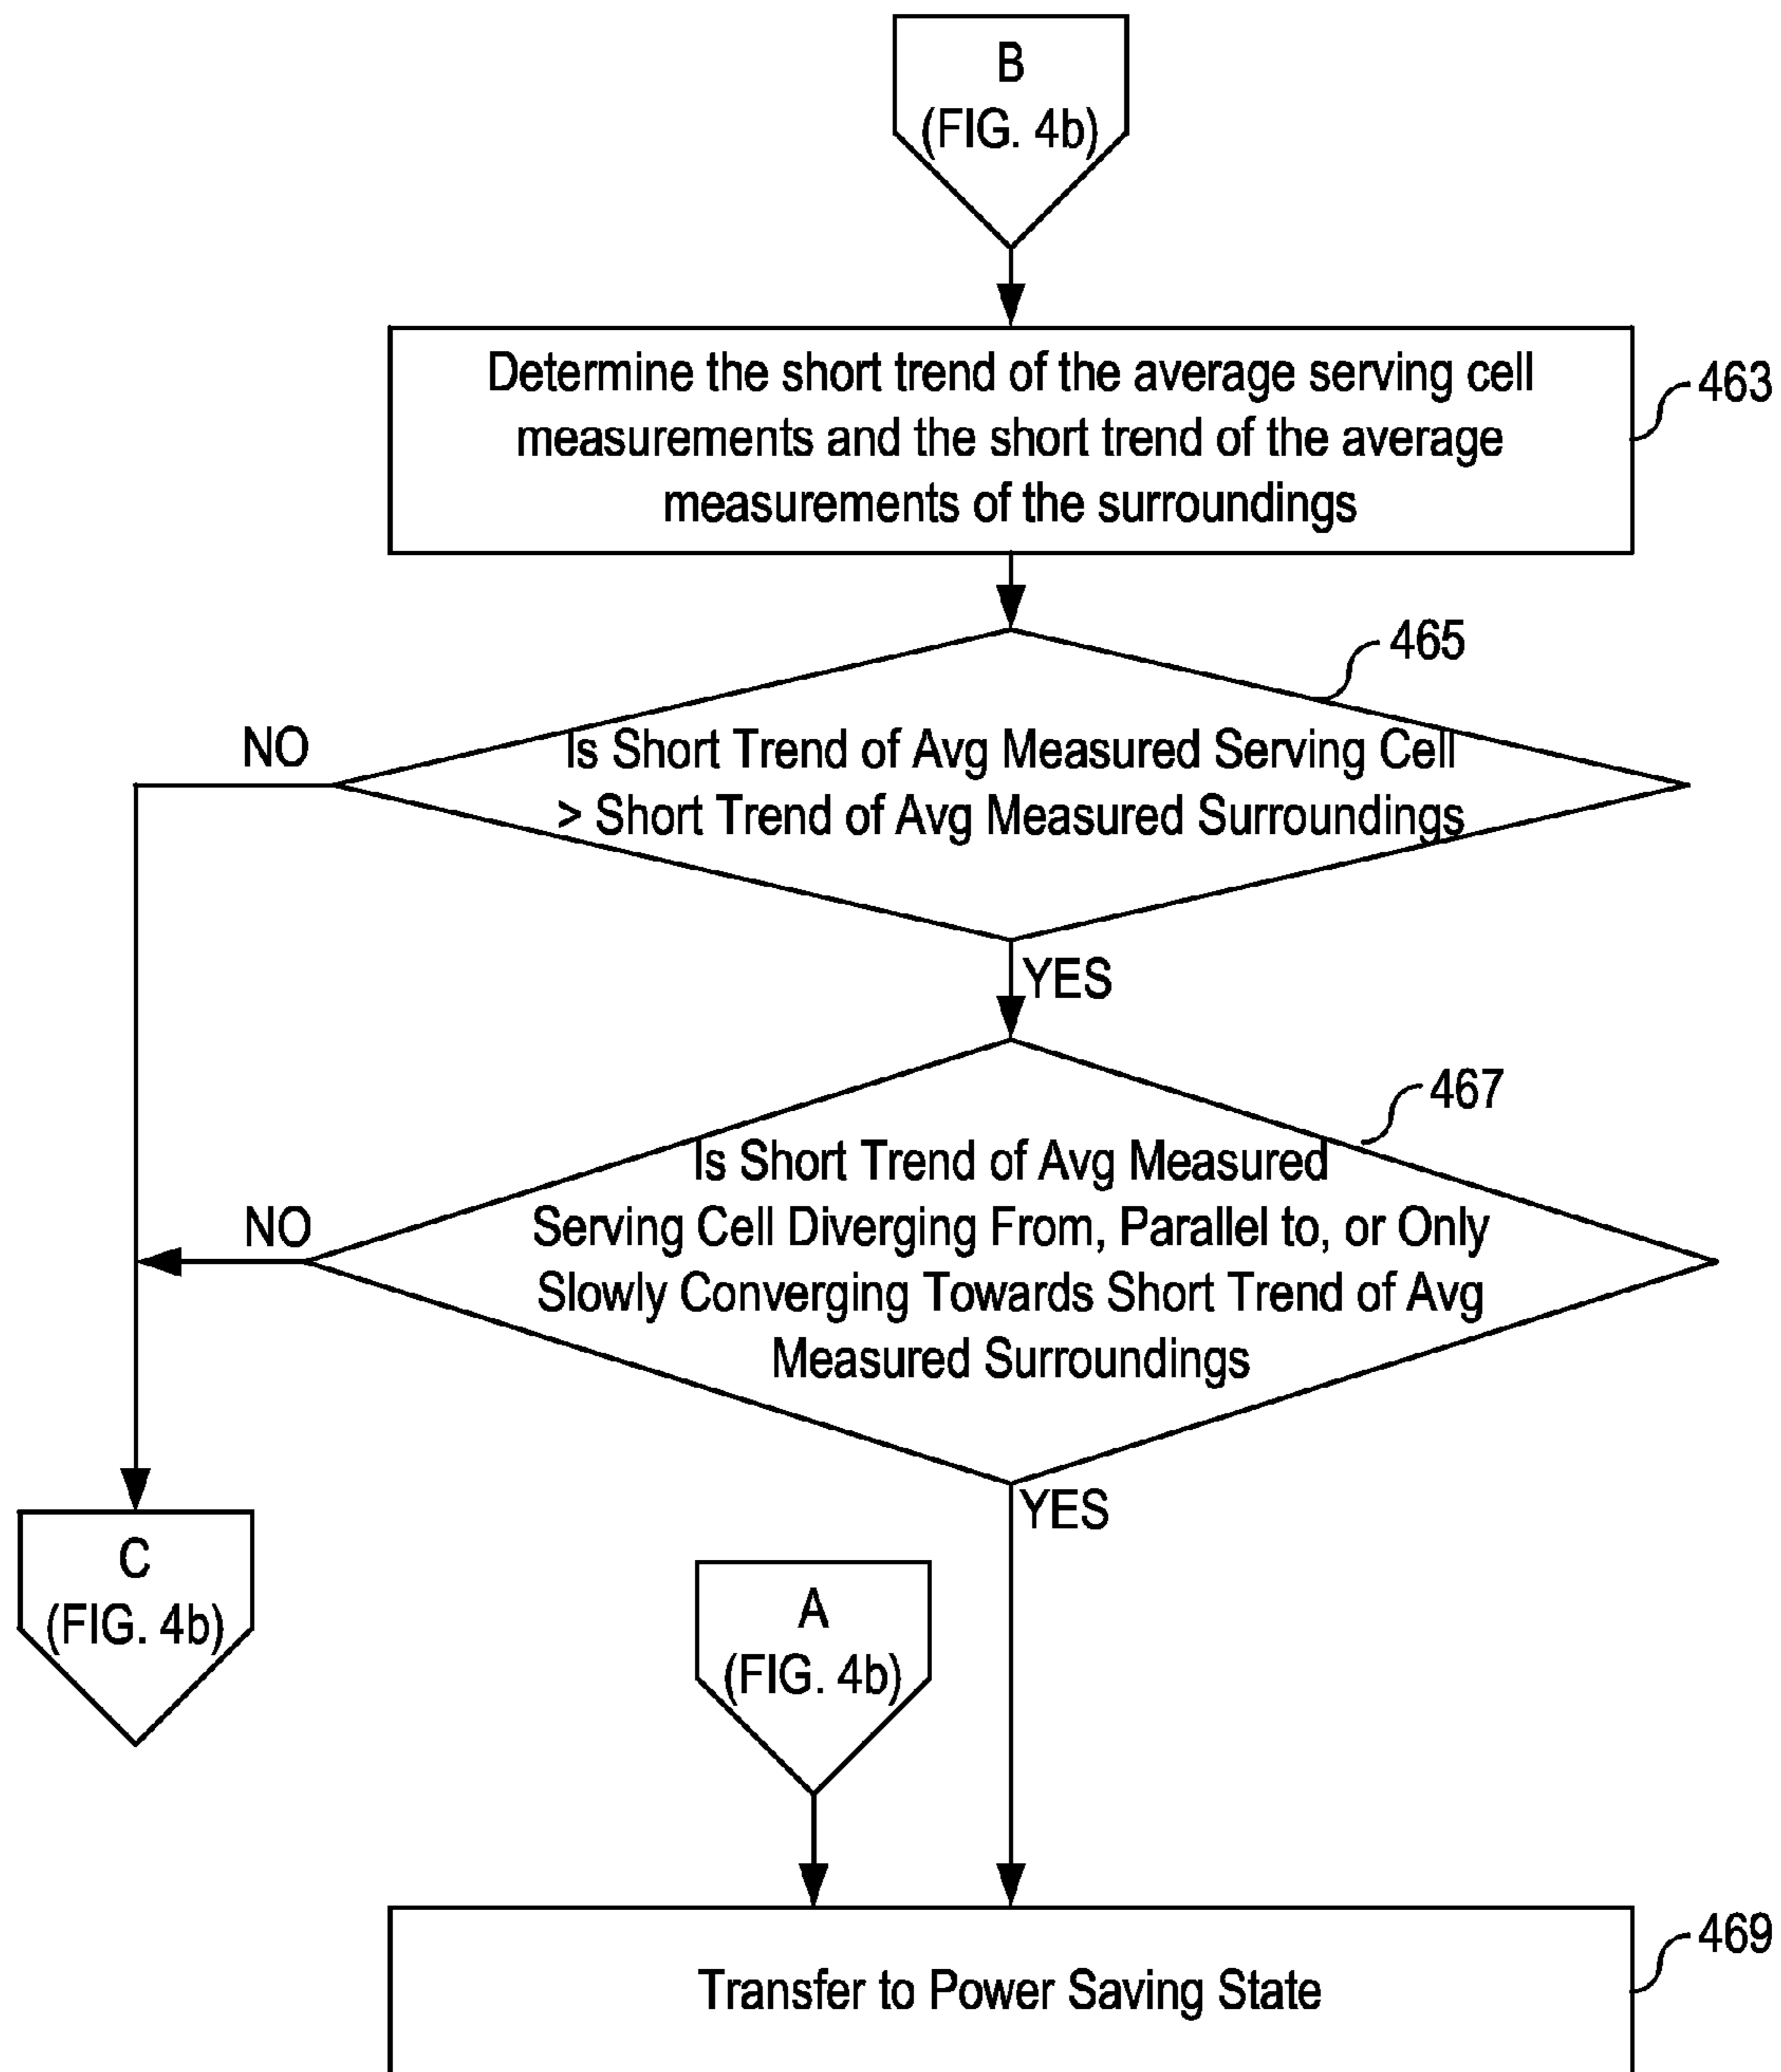 B
(FIG. 4b)
Determine the short trend of the average serving cell
measurements and the short trend of the average
measurements of the surroundings
463
465
NO
Is Short Trend of Avg Measured Serving Cell
> Short Trend of Avg Measured Surroundings
YES
467
NO
Is Short Trend of Avg Measured
Serving Cell Diverging From, Parallel to, or Only
Slowly Converging Towards Short Trend of Avg
Measured Surroundings
YES
C
(FIG. 4b)
A
(FIG. 4b)
469
Transfer to Power Saving State